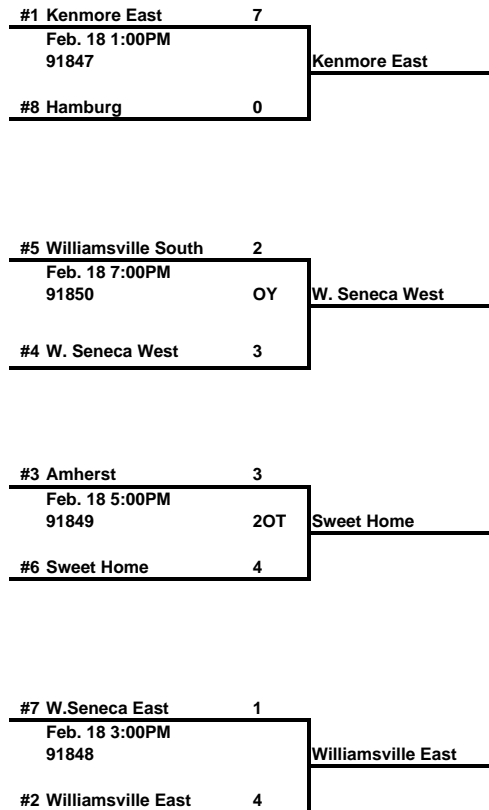 #1 Kenmore East 7
Feb. 18 1:00PM
91847
Kenmore East
#8 Hamburg 0
#5 Williamsville South 2
Feb. 18 7:00PM
91850 OY W. Seneca West
#4 W. Seneca West 3
#3 Amherst 3
Feb. 18 5:00PM
91849 2OT Sweet Home
#6 Sweet Home 4
#7 W.Seneca East 1
Feb. 18 3:00PM
91848 Williamsville East
#2 Williamsville East 4